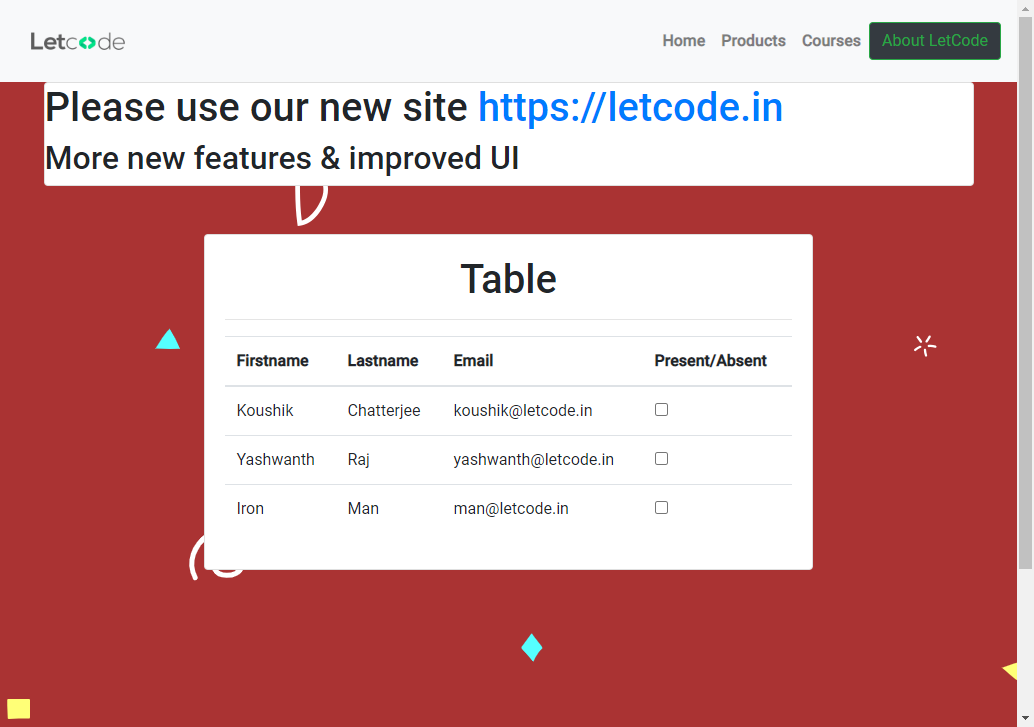 Letcode
Home Products Courses About LetCode
Please use our new site https://letcode.in
More new features & improved UI
Table
Firstname Lastname Email Present/Absent
Koushik Chatterjee koushik@letcode.in
Yashwanth Raj yashwanth@letcode.in
Iron Man man@letcode.in